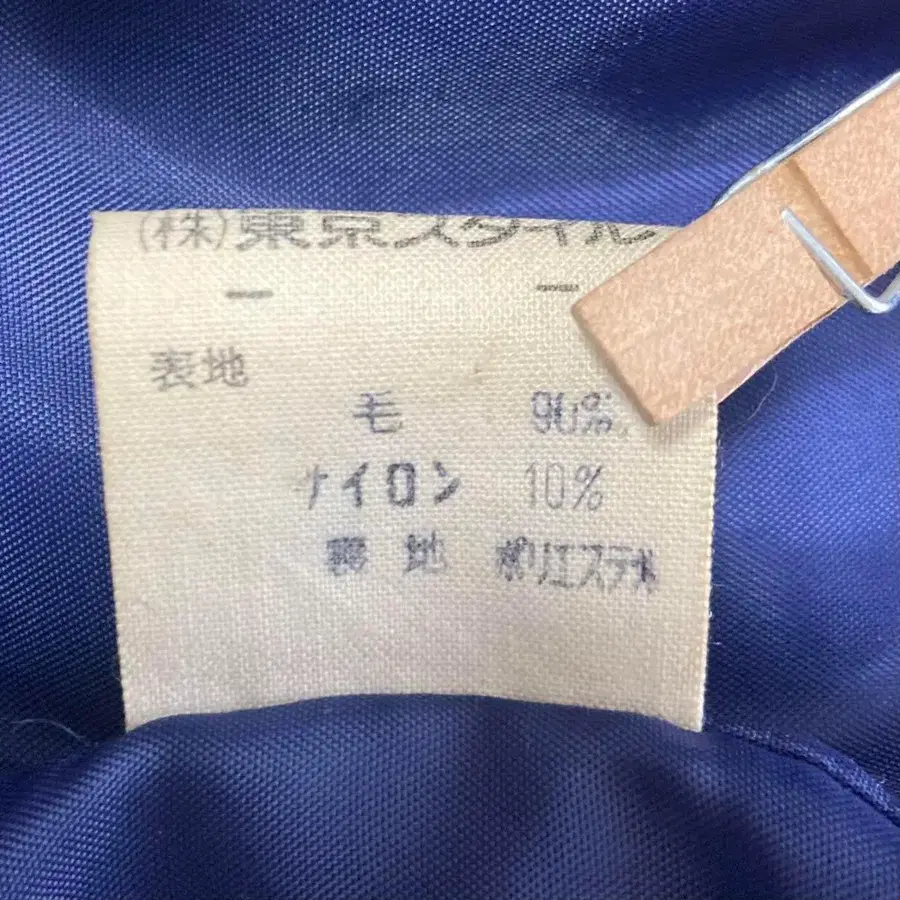 (株)東京スタイル
表地
毛 90%
ナイロン 10%
裏地 ポリエステル